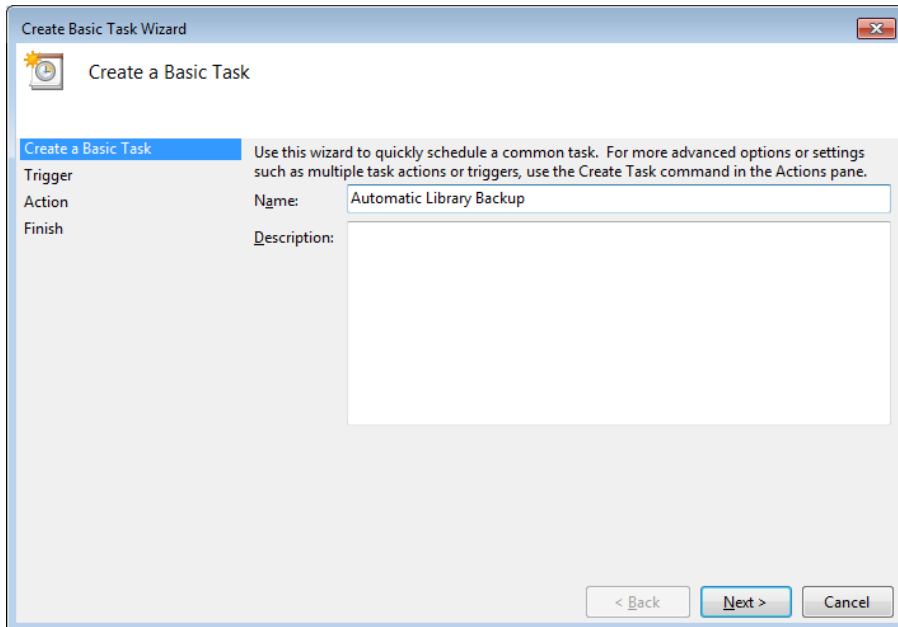 Create Basic Task Wizard
Create a Basic Task
Create a Basic Task
Trigger
Action
Finish
Use this wizard to quickly schedule a common task.  For more advanced options or settings
such as multiple task actions or triggers, use the Create Task command in the Actions pane.
Name: Automatic Library Backup
Description:
< Back Next > Cancel